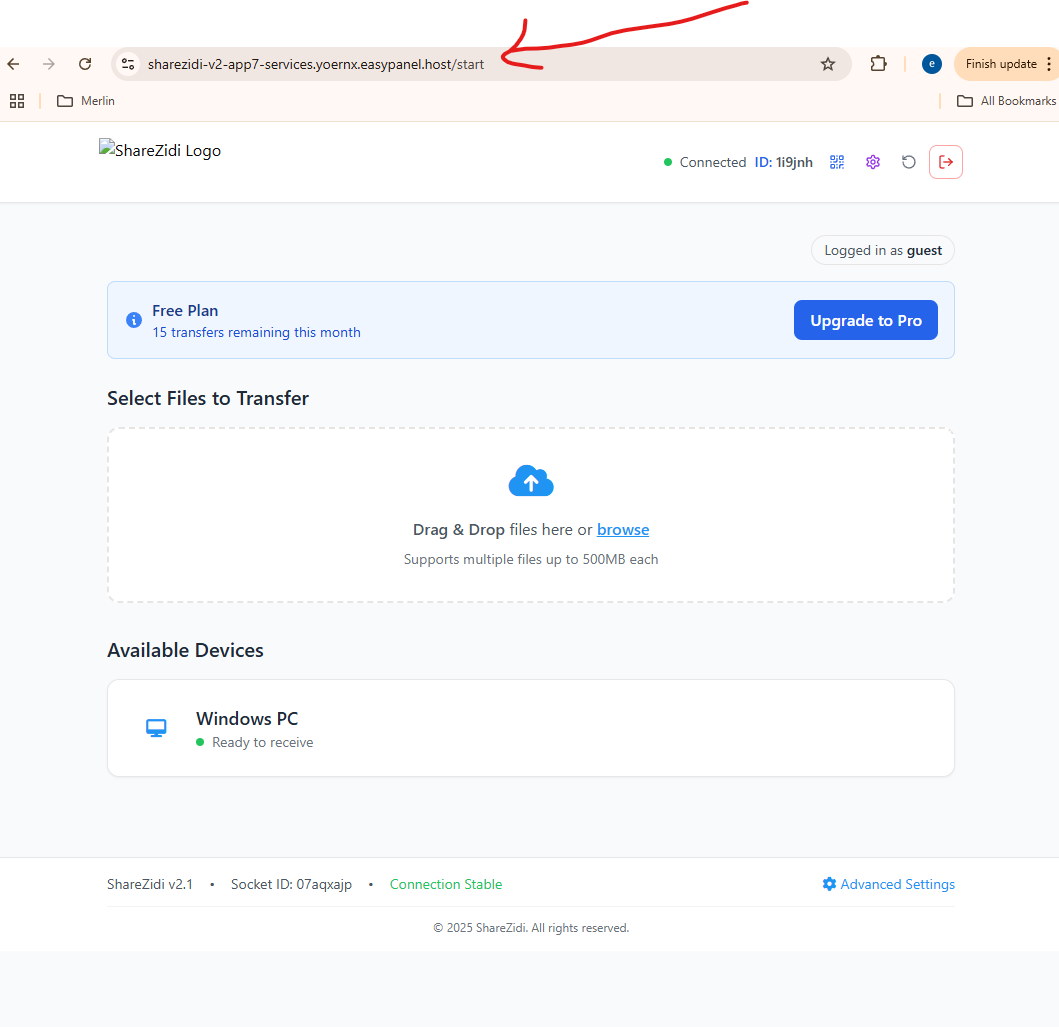 sharezidi-v2-app7-services.yoernx.easypanel.host/start
e
Finish update
Merlin
All Bookmarks
ShareZidi Logo
Connected ID: 1i9jnh
Logged in as guest
Free Plan
15 transfers remaining this month
Upgrade to Pro
Select Files to Transfer
Drag & Drop files here or browse
Supports multiple files up to 500MB each
Available Devices
Windows PC
Ready to receive
ShareZidi v2.1 • Socket ID: 07aqxajp • Connection Stable
Advanced Settings
© 2025 ShareZidi. All rights reserved.